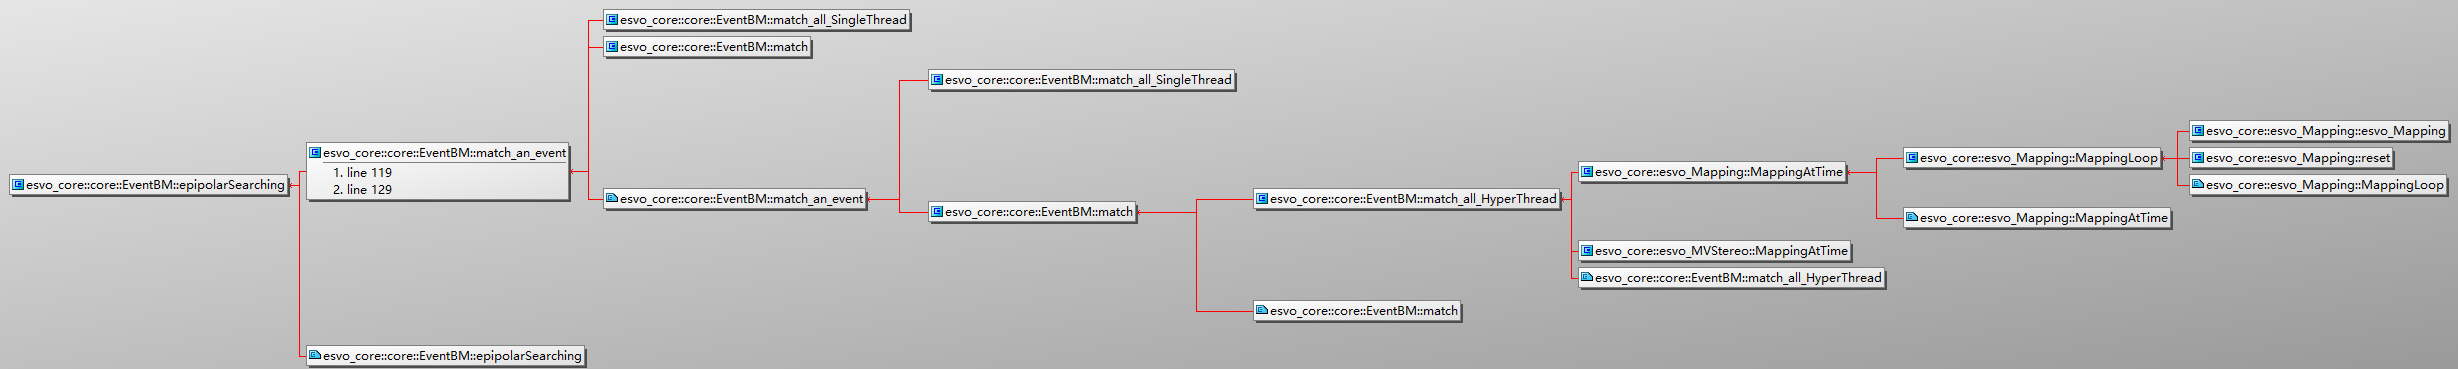 esvo_core::core::EventBM::epipolarSearching
esvo_core::core::EventBM::match_an_event
1. line 119
2. line 129
esvo_core::core::EventBM::epipolarSearching
esvo_core::core::EventBM::match_all_SingleThread
esvo_core::core::EventBM::match
esvo_core::core::EventBM::match_an_event
esvo_core::core::EventBM::match_all_SingleThread
esvo_core::core::EventBM::match
esvo_core::core::EventBM::match_all_HyperThread
esvo_core::core::EventBM::match
esvo_core::esvo_Mapping::MappingAtTime
esvo_core::esvo_MVStereo::MappingAtTime
esvo_core::core::EventBM::match_all_HyperThread
esvo_core::esvo_Mapping::MappingLoop
esvo_core::esvo_Mapping::MappingAtTime
esvo_core::esvo_Mapping::esvo_Mapping
esvo_core::esvo_Mapping::reset
esvo_core::esvo_Mapping::MappingLoop